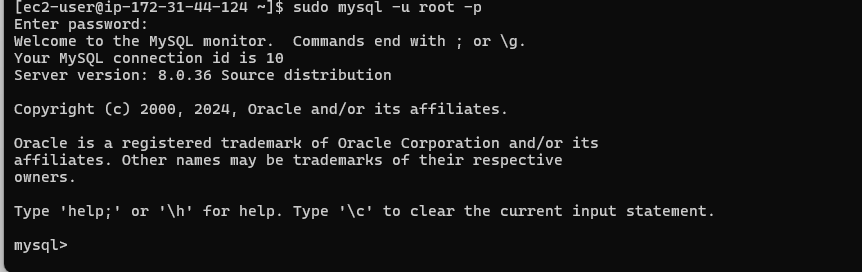 [ec2-user@ip-172-31-44-124 ~]$ sudo mysql -u root -p
Enter password:
Welcome to the MySQL monitor.  Commands end with ; or \g.
Your MySQL connection id is 10
Server version: 8.0.36 Source distribution
Copyright (c) 2000, 2024, Oracle and/or its affiliates.
Oracle is a registered trademark of Oracle Corporation and/or its
affiliates. Other names may be trademarks of their respective
owners.
Type 'help;' or '\h' for help. Type '\c' to clear the current input statement.
mysql>